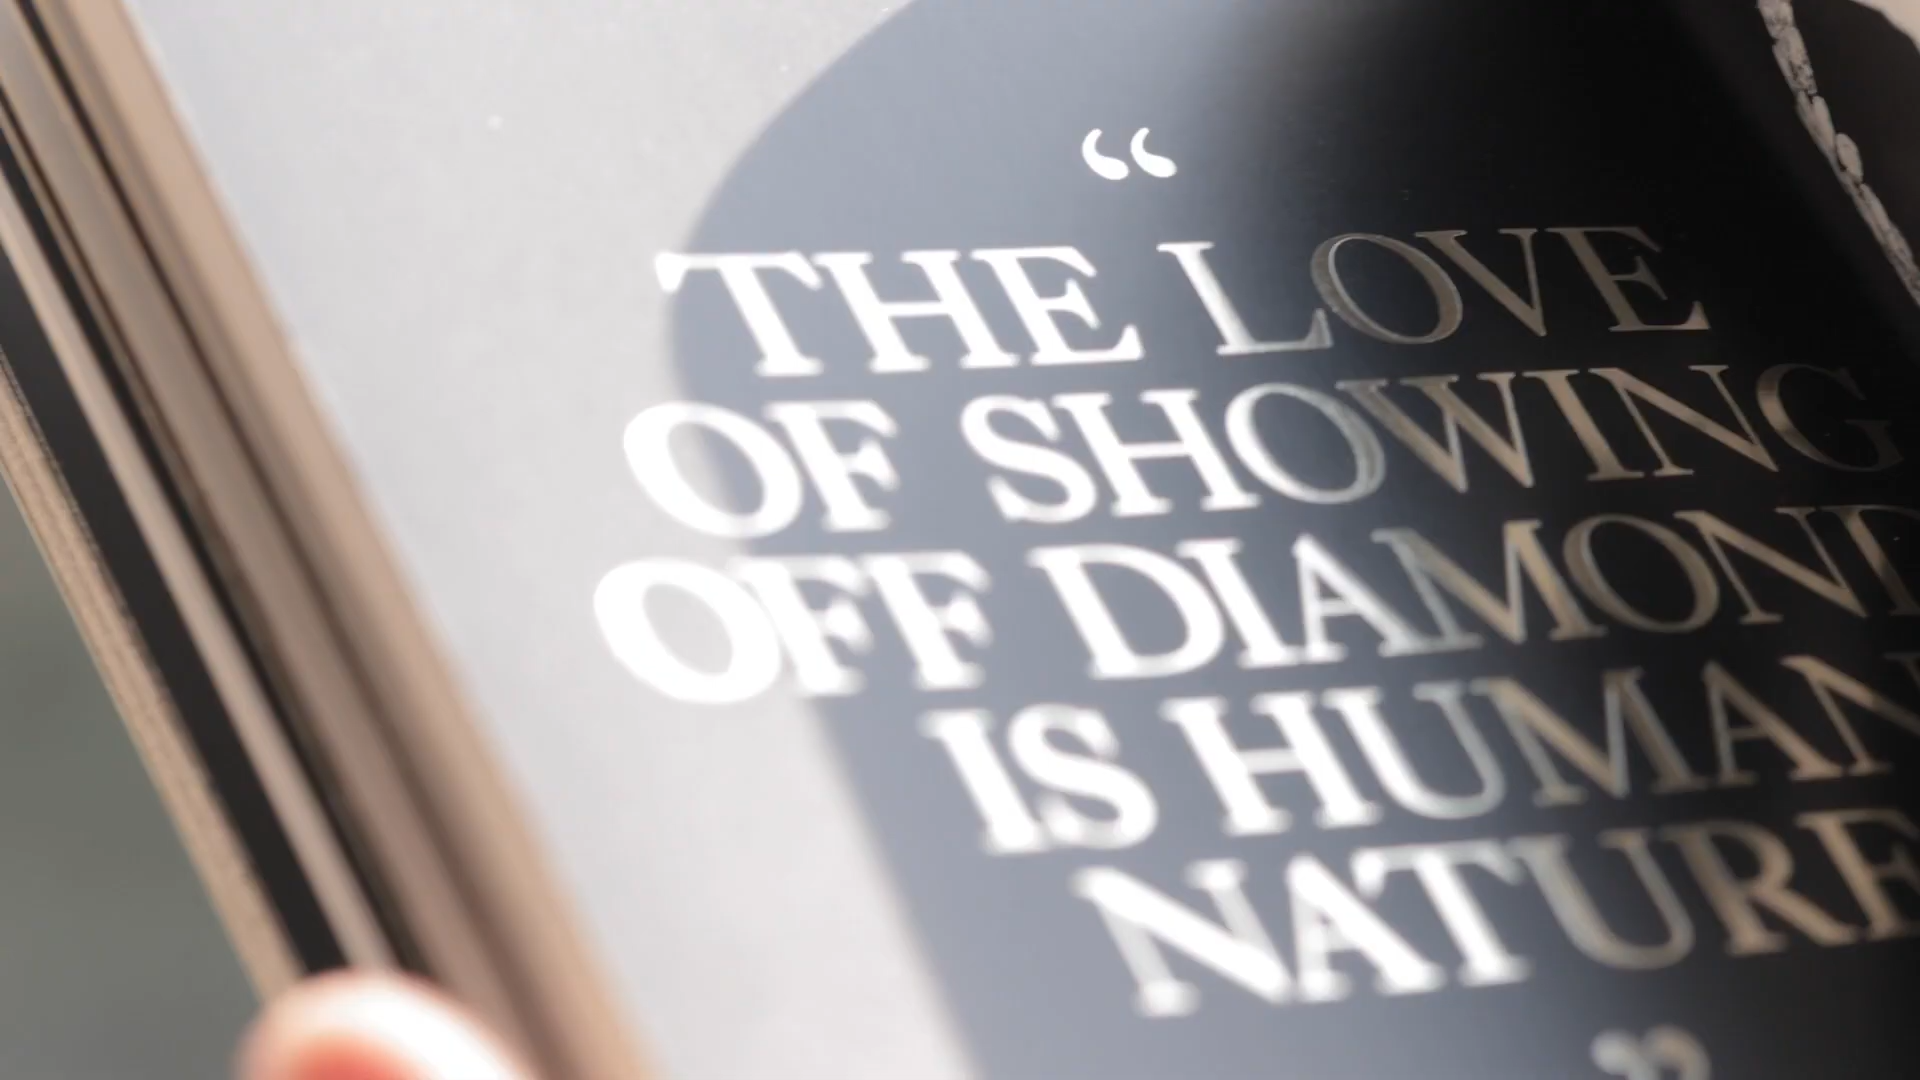 “
THE LOVE
OF SHOWING
OFF DIAMOND
IS HUMAN
NATURE
”